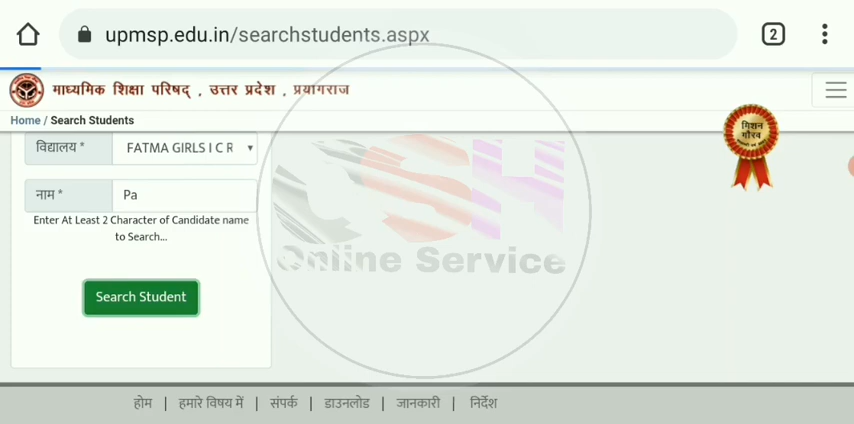 upmsp.edu.in/searchstudents.aspx
2
माध्यमिक शिक्षा परिषद् , उत्तर प्रदेश , प्रयागराज
Home / Search Students
मिशन
गौरव
विद्यालय * FATMA GIRLS I C R
नाम * Pa
Enter At Least 2 Character of Candidate name
to Search...
Online Service
Search Student
होम | हमारे विषय में | संपर्क | डाउनलोड | जानकारी | निर्देश